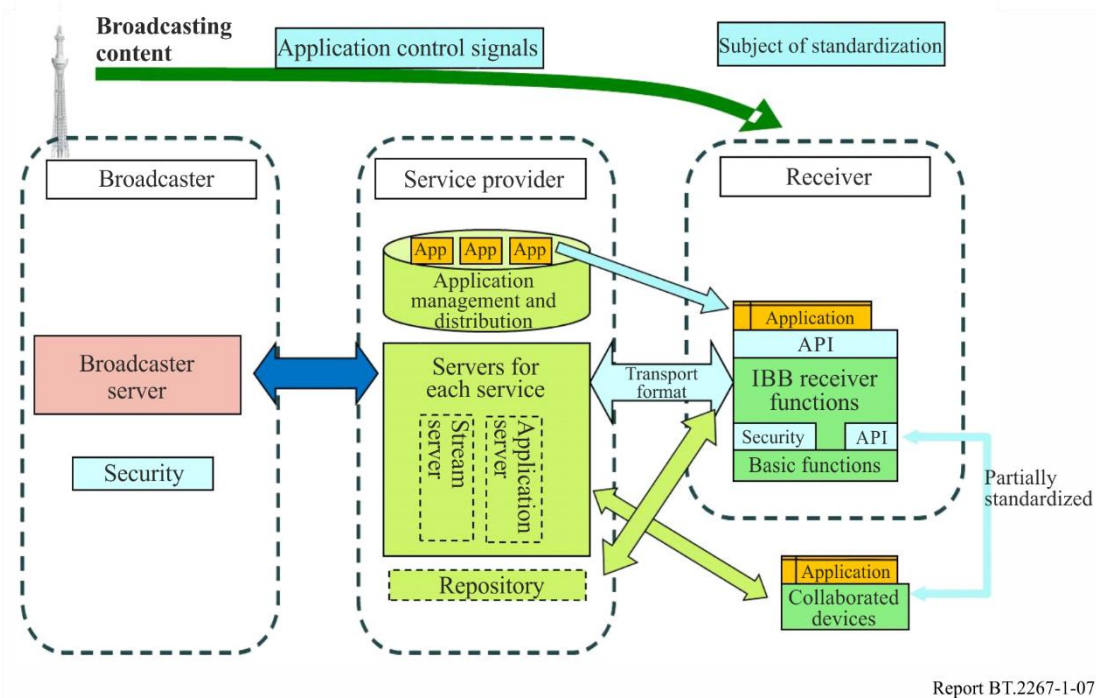 Broadcasting
content
Application control signals
Subject of standardization
Broadcaster
Service provider
Receiver
App
App
App
Application
management and
distribution
Application
API
Broadcaster
server
Servers for
each service
Transport
format
IBB receiver
functions
Stream
server
Application
server
Security
API
Basic functions
Security
Partially
standardized
Repository
Application
Collaborated
devices
Report BT.2267-1-07